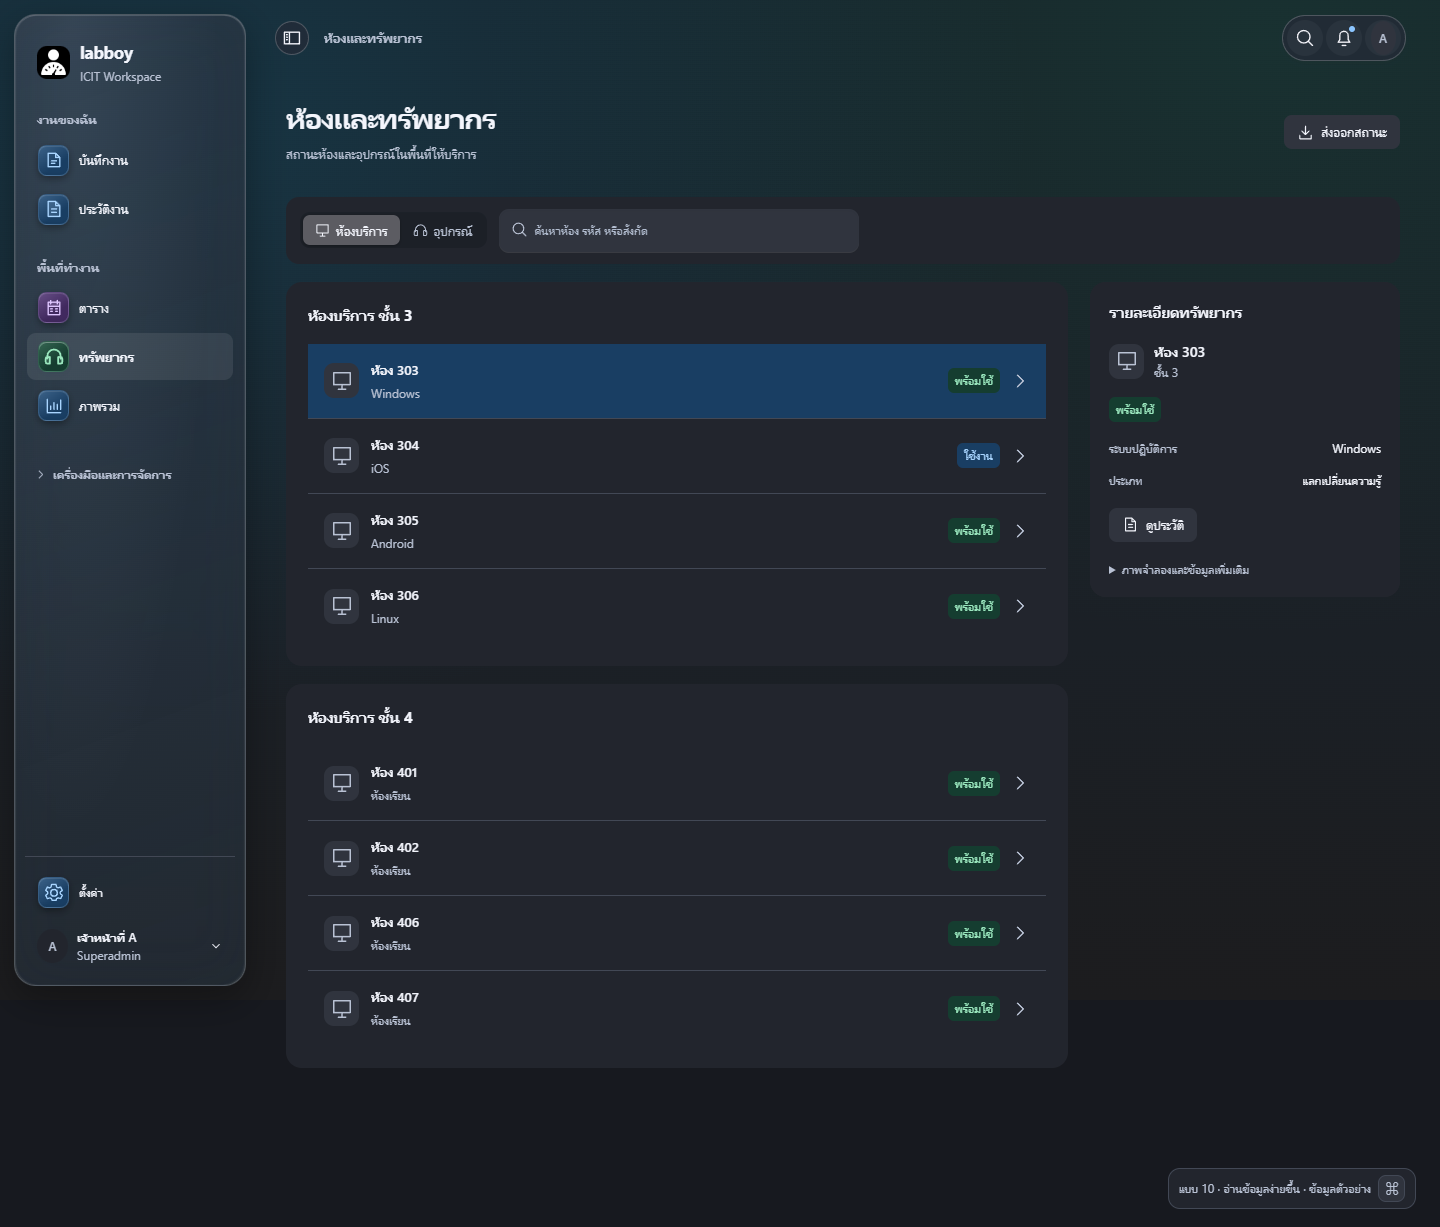 labboy
ICIT Workspace
งานของฉัน
บันทึกงาน
ประวัติงาน
พื้นที่ทำงาน
ตาราง
ทรัพยากร
ภาพรวม
เครื่องมือและการจัดการ
ตั้งค่า
A
เจ้าหน้าที่ A
Superadmin
ห้องและทรัพยากร
A
ห้องและทรัพยากร
สถานะห้องและอุปกรณ์ในพื้นที่ให้บริการ
ส่งออกสถานะ
ห้องบริการ
อุปกรณ์
ค้นหาห้อง รหัส หรือสังกัด
ห้องบริการ ชั้น 3
ห้อง 303
Windows
พร้อมใช้
ห้อง 304
iOS
ใช้งาน
ห้อง 305
Android
พร้อมใช้
ห้อง 306
Linux
พร้อมใช้
ห้องบริการ ชั้น 4
ห้อง 401
ห้องเรียน
พร้อมใช้
ห้อง 402
ห้องเรียน
พร้อมใช้
ห้อง 406
ห้องเรียน
พร้อมใช้
ห้อง 407
ห้องเรียน
พร้อมใช้
รายละเอียดทรัพยากร
ห้อง 303
ชั้น 3
พร้อมใช้
ระบบปฏิบัติการ Windows
ประเภท แลกเปลี่ยนความรู้
ดูประวัติ
ภาพจำลองและข้อมูลเพิ่มเติม
แบบ 10 · อ่านข้อมูลง่ายขึ้น · ข้อมูลตัวอย่าง ⌘